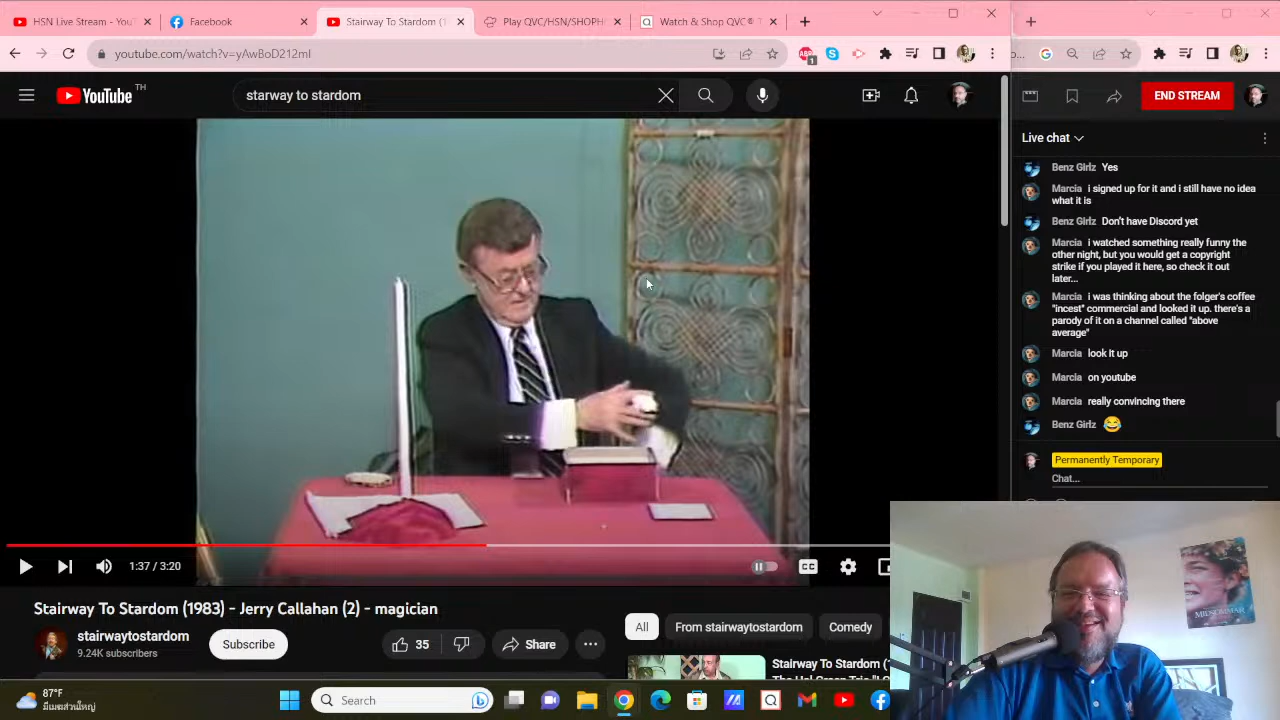 HSN Live Stream - YouT
Facebook
Stairway To Stardom (1
Play QVC/HSN/SHOPH
Watch & Shop QVC® T
youtube.com/watch?v=yAwBoD212mI
ABP
1
YouTube TH
starway to stardom
END STREAM
Live chat
Benz Girlz Yes
Marcia i signed up for it and i still have no idea
what it is
Benz Girlz Don't have Discord yet
Marcia i watched something really funny the
other night, but you would get a copyright
strike if you played it here, so check it out
later...
Marcia i was thinking about the folger's coffee
"incest" commercial and looked it up. there's a
parody of it on a channel called "above
average"
Marcia look it up
Marcia on youtube
Marcia really convincing there
Benz Girlz 😂
Permanently Temporary
Chat...
1:37 / 3:20
CC
Stairway To Stardom (1983) - Jerry Callahan (2) - magician
stairwaytostardom
9.24K subscribers
Subscribe
35
Share
All
From stairwaytostardom
Comedy
Stairway To Stardom (1
MIDSOMMAR
87°F
Search